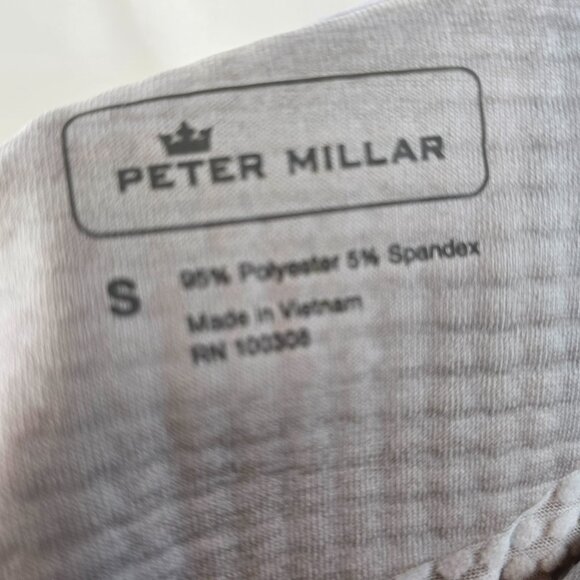 PETER MILLAR
S
95% Polyester 5% Spandex
Made in Vietnam
RN 100308